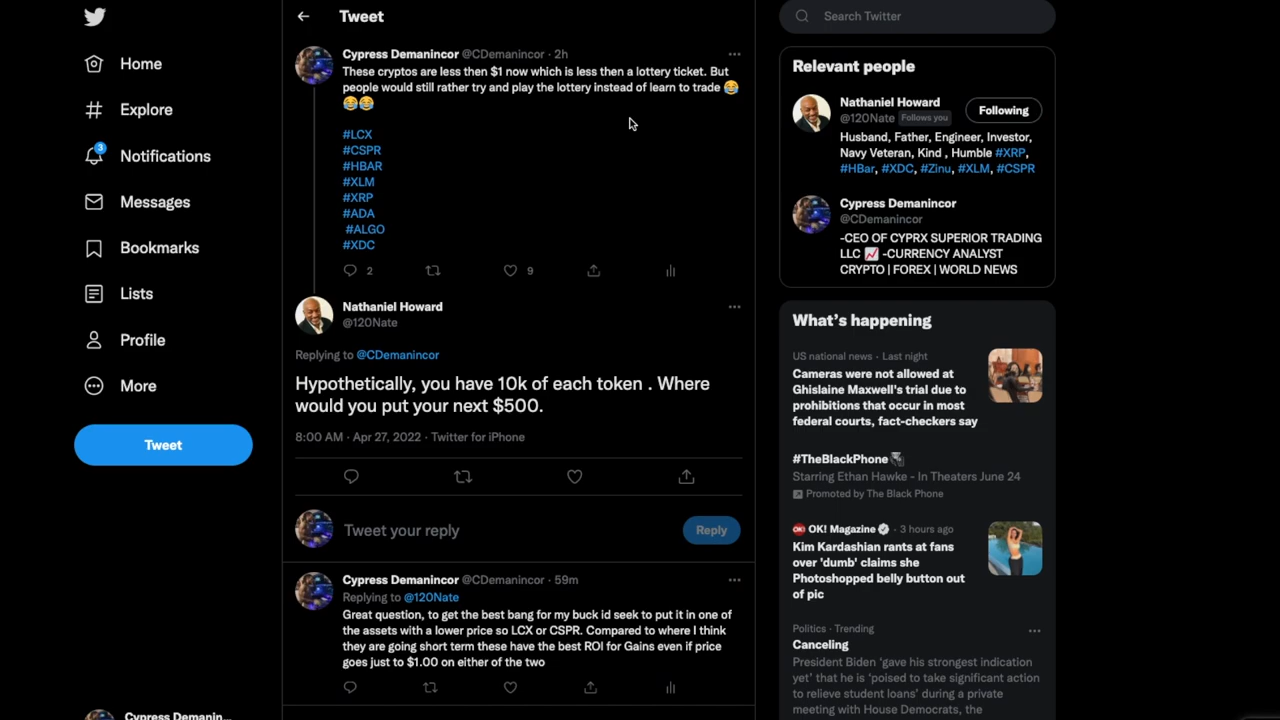 Home
Explore
3
Notifications
Messages
Bookmarks
Lists
Profile
More
Tweet
Tweet
Cypress Demanincor @CDemanincor · 2h
These cryptos are less then $1 now which is less then a lottery ticket. But
people would still rather try and play the lottery instead of learn to trade 😂
😂😂
#LCX
#CSPR
#HBAR
#XLM
#XRP
#ADA
#ALGO
#XDC
2
9
Nathaniel Howard
@120Nate
Replying to @CDemanincor
Hypothetically, you have 10k of each token . Where
would you put your next $500.
8:00 AM · Apr 27, 2022 · Twitter for iPhone
Tweet your reply
Reply
Cypress Demanincor @CDemanincor · 59m
Replying to @120Nate
Great question, to get the best bang for my buck id seek to put it in one of
the assets with a lower price so LCX or CSPR. Compared to where I think
they are going short term these have the best ROI for Gains even if price
goes just to $1.00 on either of the two
Search Twitter
Relevant people
Nathaniel Howard
@120Nate Follows you
Following
Husband, Father, Engineer, Investor,
Navy Veteran, Kind , Humble #XRP,
#HBar, #XDC, #Zinu, #XLM, #CSPR
Cypress Demanincor
@CDemanincor
-CEO OF CYPRX SUPERIOR TRADING
LLC 📈 -CURRENCY ANALYST
CRYPTO | FOREX | WORLD NEWS
What's happening
US national news · Last night
Cameras were not allowed at
Ghislaine Maxwell's trial due to
prohibitions that occur in most
federal courts, fact-checkers say
#TheBlackPhone
Starring Ethan Hawke - In Theaters June 24
Promoted by The Black Phone
OK! Magazine · 3 hours ago
Kim Kardashian rants at fans
over 'dumb' claims she
Photoshopped belly button out
of pic
Politics · Trending
Canceling
President Biden 'gave his strongest indication
yet' that he is 'poised to take significant action
to relieve student loans' during a private
meeting with House Democrats, the
Cypress Demanin...